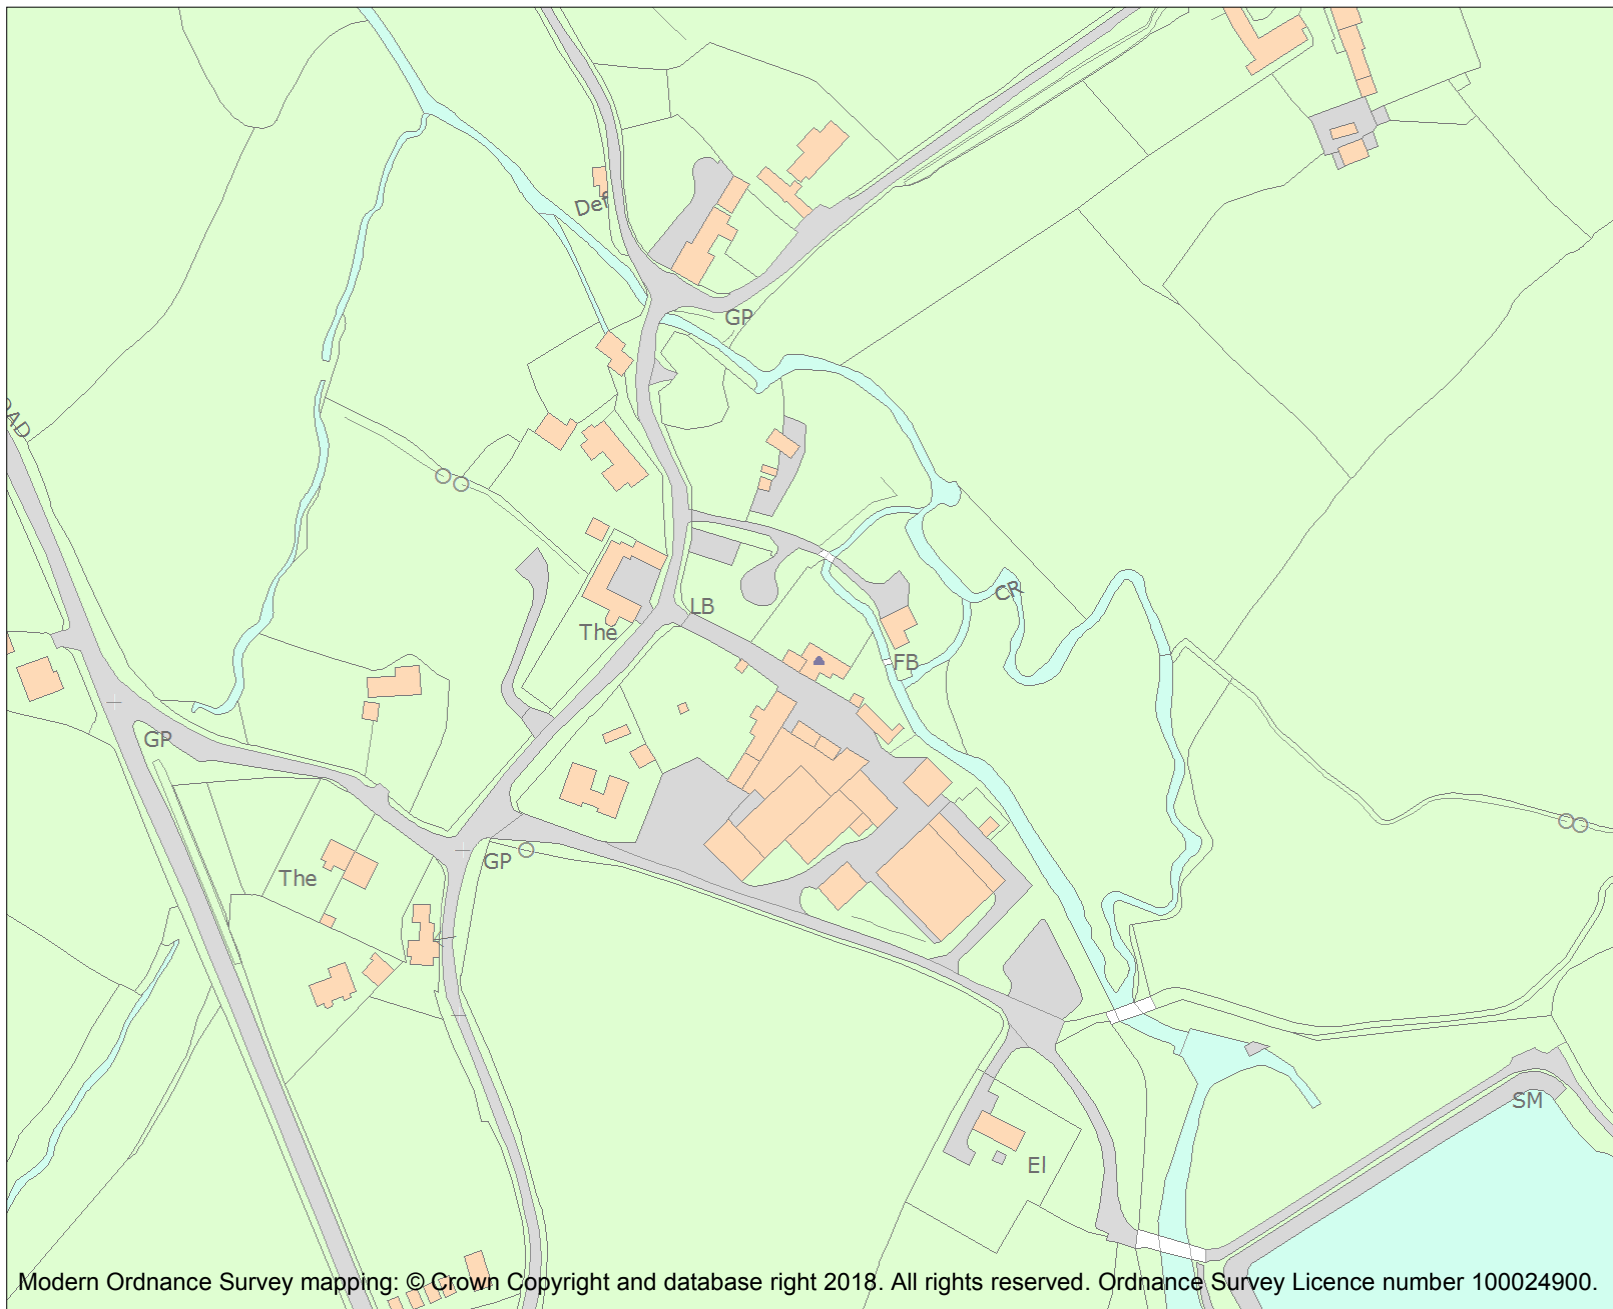 Def
GP
OAD
LB
The
CR
FB
GP
GP
The
SM
El
Modern Ordnance Survey mapping: © Crown Copyright and database right 2018. All rights reserved. Ordnance Survey Licence number 100024900.